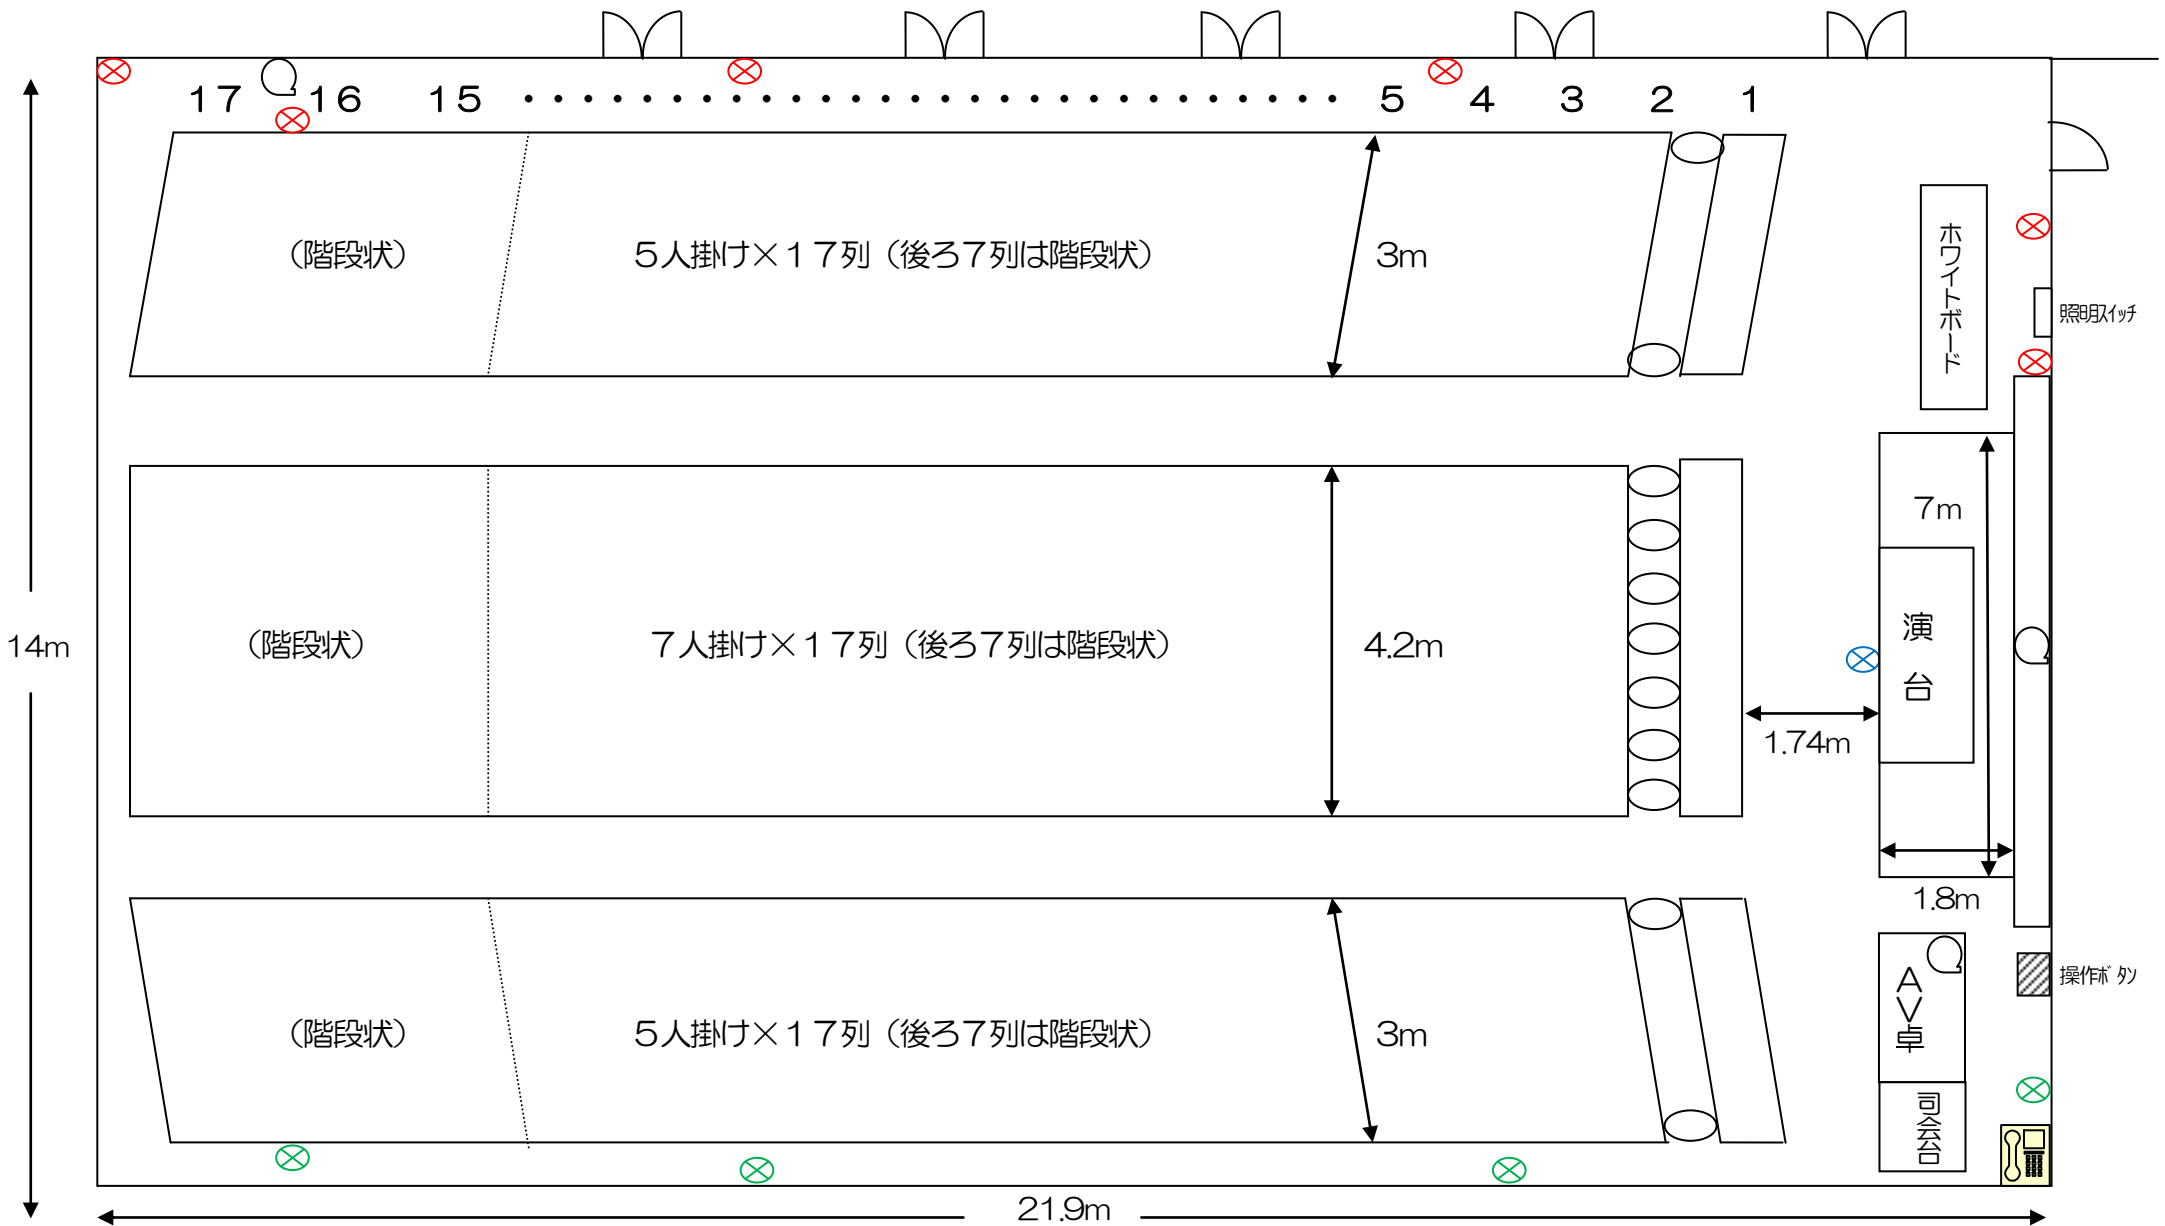 17 16 15 ・・・・・・・・・・・・・・・・・・・・・・・・・・・・ 5 4 3 2 1
(階段状)
5人掛け×17列(後ろ7列は階段状)
3m
ホワイトボード
照明スイッチ
14m
(階段状)
7人掛け×17列(後ろ7列は階段状)
4.2m
1.74m
7m
演台
1.8m
(階段状)
5人掛け×17列(後ろ7列は階段状)
3m
AV卓
操作ボタン
司会台
21.9m